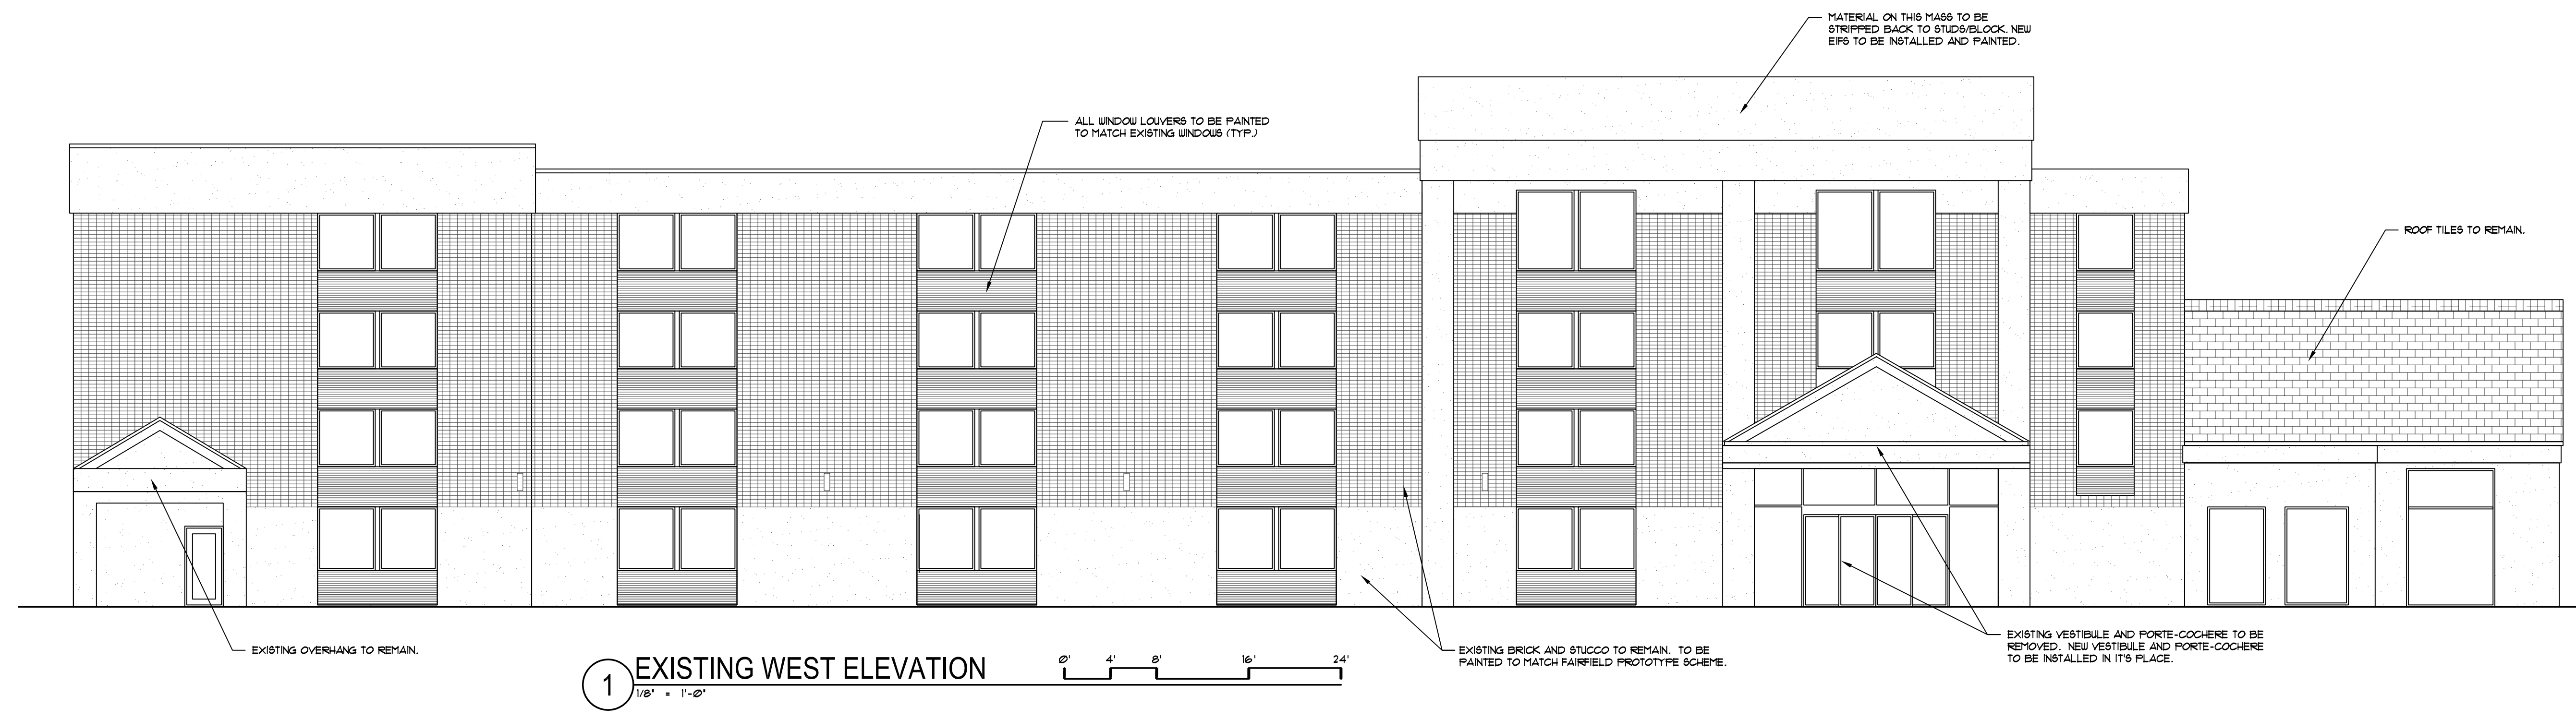 MATERIAL ON THIS MASS TO BE
STRIPPED BACK TO STUDS/BLOCK. NEW
EIFS TO BE INSTALLED AND PAINTED.
ALL WINDOW LOUVERS TO BE PAINTED
TO MATCH EXISTING WINDOWS (TYP.)
ROOF TILES TO REMAIN.
EXISTING OVERHANG TO REMAIN.
EXISTING BRICK AND STUCCO TO REMAIN. TO BE
PAINTED TO MATCH FAIRFIELD PROTOTYPE SCHEME.
EXISTING VESTIBULE AND PORTE-COCHERE TO BE
REMOVED. NEW VESTIBULE AND PORTE-COCHERE
TO BE INSTALLED IN IT'S PLACE.
1 EXISTING WEST ELEVATION
1/8" = 1'-0"
0' 4' 8' 16' 24'